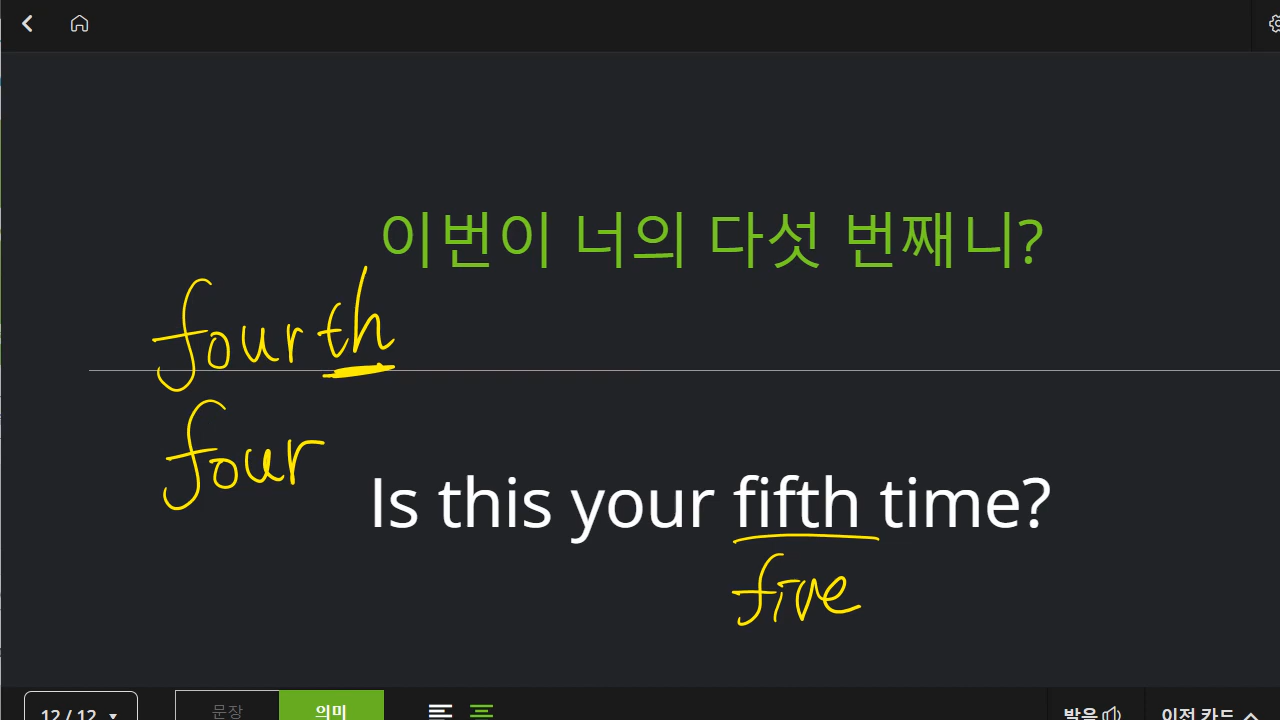 이번이 너의 다섯 번째니?
fourth
four
Is this your fifth time?
five
12 / 12
문장
의미
발음
이전 카드